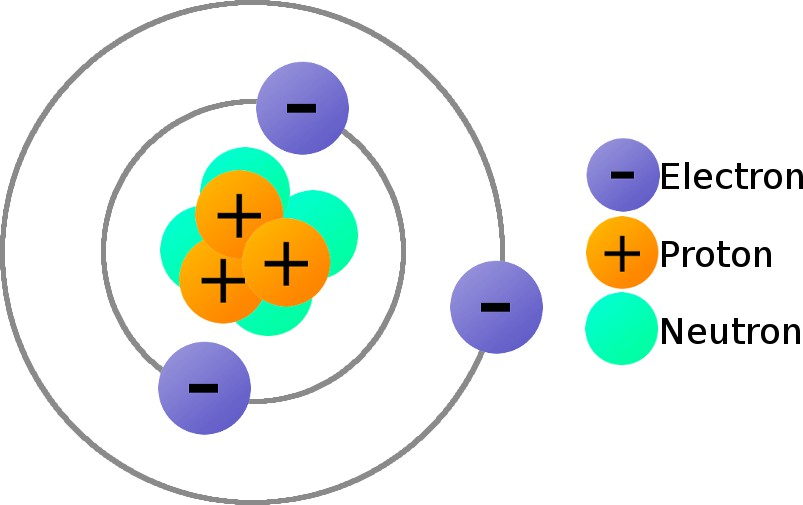 -
+
+
+
-
-
- Electron
+ Proton
Neutron